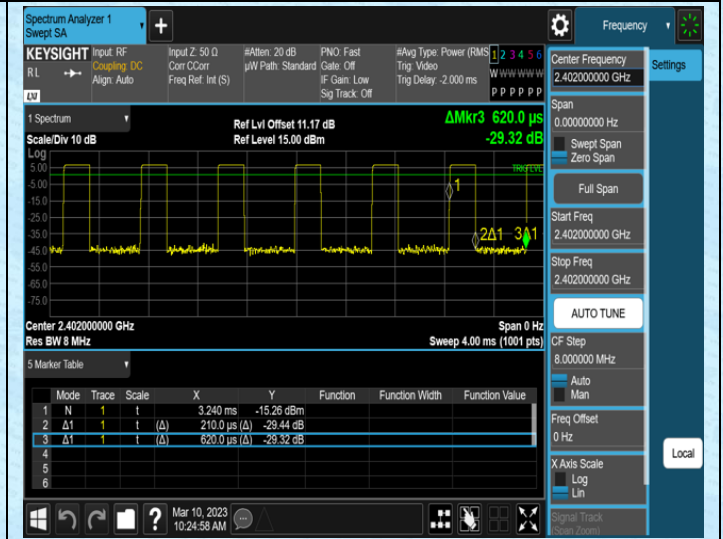 Spectrum Analyzer 1
Swept SA
+
Frequency
KEYSIGHT
RL
LXI
Input: RF
Coupling: DC
Align: Auto
Input Z: 50 Ω
Corr CCorr
Freq Ref: Int (S)
#Atten: 20 dB
µW Path: Standard
PNO: Fast
Gate: Off
IF Gain: Low
Sig Track: Off
#Avg Type: Power (RMS
Trig: Video
Trig Delay: -2.000 ms
1 2 3 4 5 6
W W W W W W
P P P P P P
Settings
Center Frequency
2.402000000 GHz
Span
0.00000000 Hz
Swept Span
Zero Span
Full Span
Start Freq
2.402000000 GHz
Stop Freq
2.402000000 GHz
AUTO TUNE
CF Step
8.000000 MHz
Auto
Man
Freq Offset
0 Hz
X Axis Scale
Log
Lin
Signal Track
(Span Zoom)
Local
1 Spectrum
Scale/Div 10 dB
Log
Ref Lvl Offset 11.17 dB
Ref Level 15.00 dBm
ΔMkr3 620.0 µs
-29.32 dB
5.00
-5.00
-15.0
-25.0
-35.0
-45.0
-55.0
-65.0
-75.0
TRIG LVL
1
2Δ1
3Δ1
Center 2.402000000 GHz
Res BW 8 MHz
Span 0 Hz
Sweep 4.00 ms (1001 pts)
5 Marker Table
Mode Trace Scale X Y Function Function Width Function Value
1 N 1 t 3.240 ms -15.26 dBm
2 Δ1 1 t (Δ) 210.0 µs (Δ) -29.44 dB
3 Δ1 1 t (Δ) 620.0 µs (Δ) -29.32 dB
4
5
6
?
Mar 10, 2023
10:24:58 AM